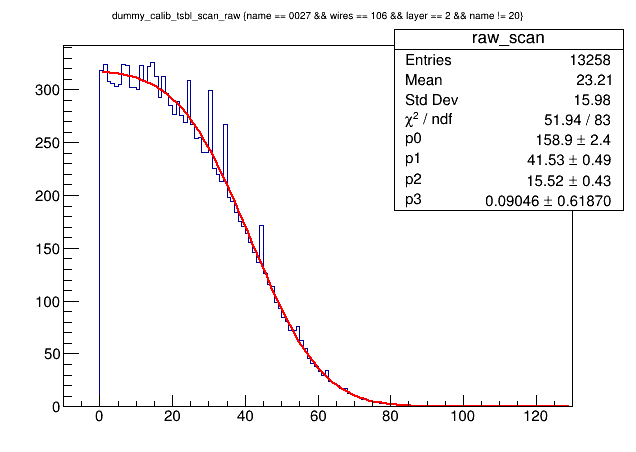 dummy_calib_tsbl_scan_raw {name == 0027 && wires == 106 && layer == 2 && name != 20}
raw_scan
Entries 13258
Mean 23.21
Std Dev 15.98
χ² / ndf 51.94 / 83
p0 158.9 ± 2.4
p1 41.53 ± 0.49
p2 15.52 ± 0.43
p3 0.09046 ± 0.61870
300
250
200
150
100
50
0
0 20 40 60 80 100 120